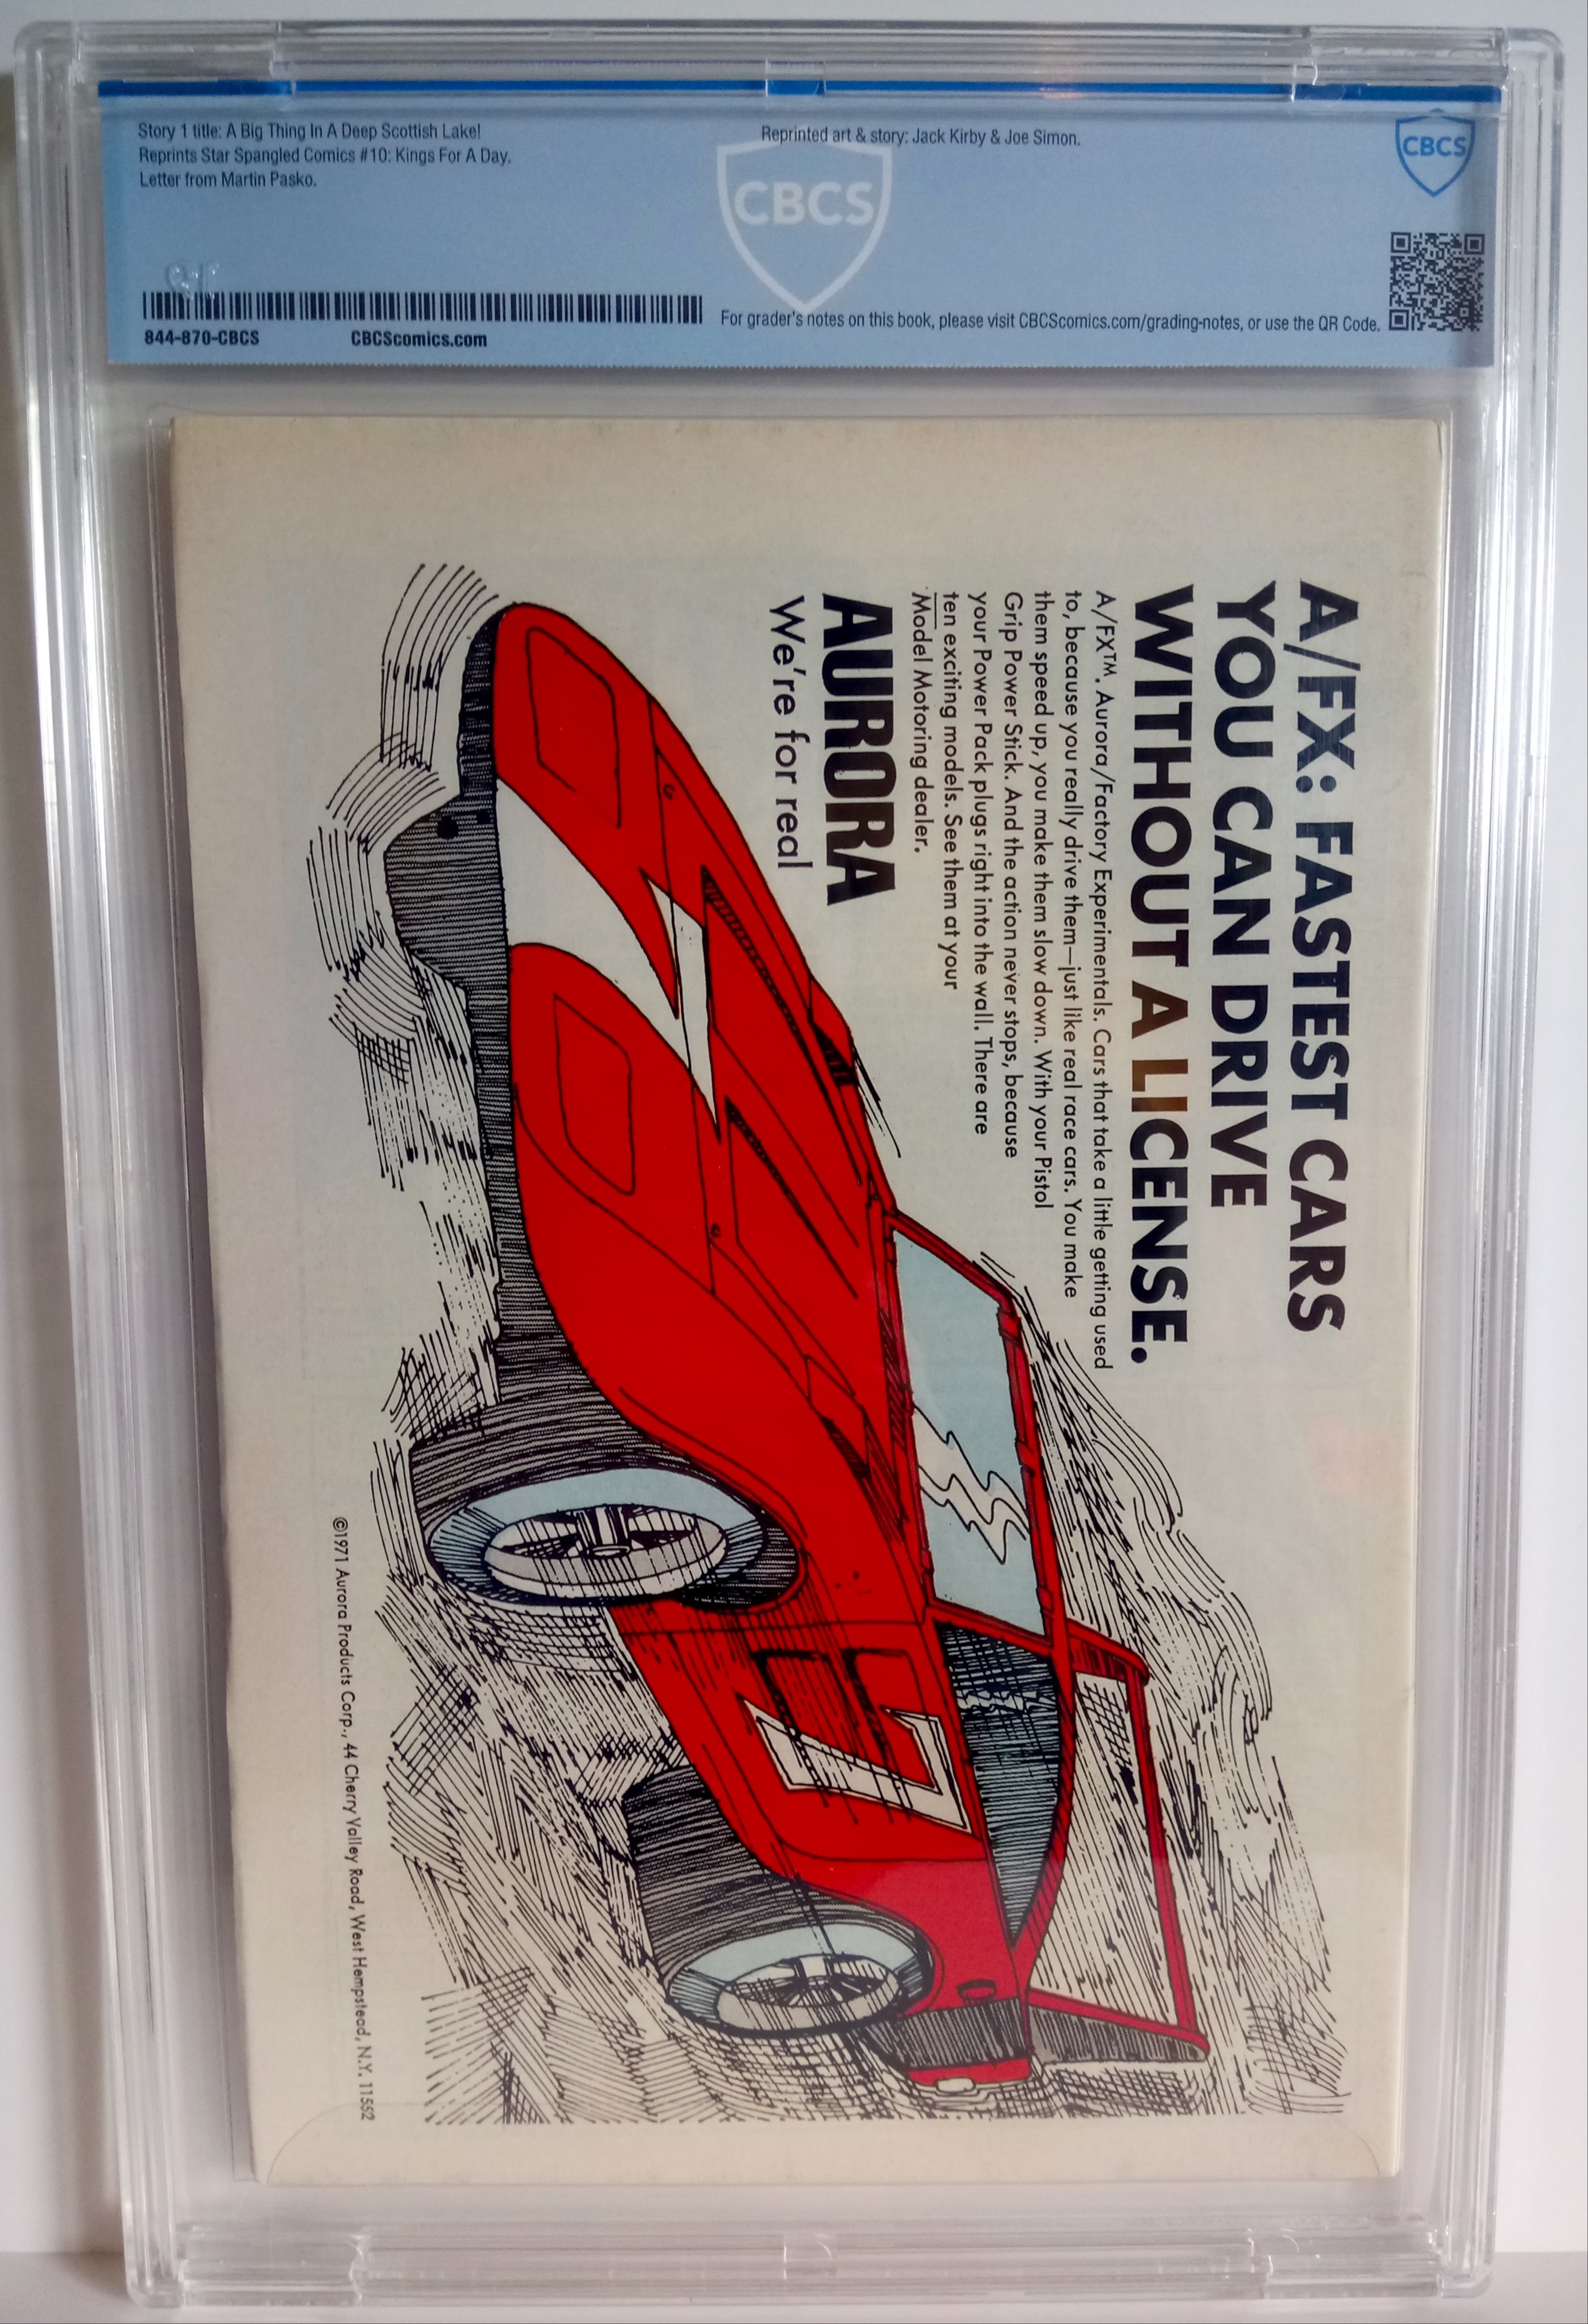 Story 1 title: A Big Thing In A Deep Scottish Lake!
Reprints Star Spangled Comics #10: Kings For A Day.
Letter from Martin Pasko.
Reprinted art & story: Jack Kirby & Joe Simon.
CBCS
CBCS
844-870-CBCS
CBCScomics.com
For grader's notes on this book, please visit CBCScomics.com/grading-notes, or use the QR Code.
A/FX: FASTEST CARS
YOU CAN DRIVE
WITHOUT A LICENSE.
A/FX™. Aurora/Factory Experimentals. Cars that take a little getting used
to, because you really drive them—just like real race cars. You make
them speed up, you make them slow down. With your Pistol
Grip Power Stick. And the action never stops, because
your Power Pack plugs right into the wall. There are
ten exciting models. See them at your
Model Motoring dealer.
AURORA
We're for real
7
©1971 Aurora Products Corp., 44 Cherry Valley Road, West Hempstead, N.Y. 11552